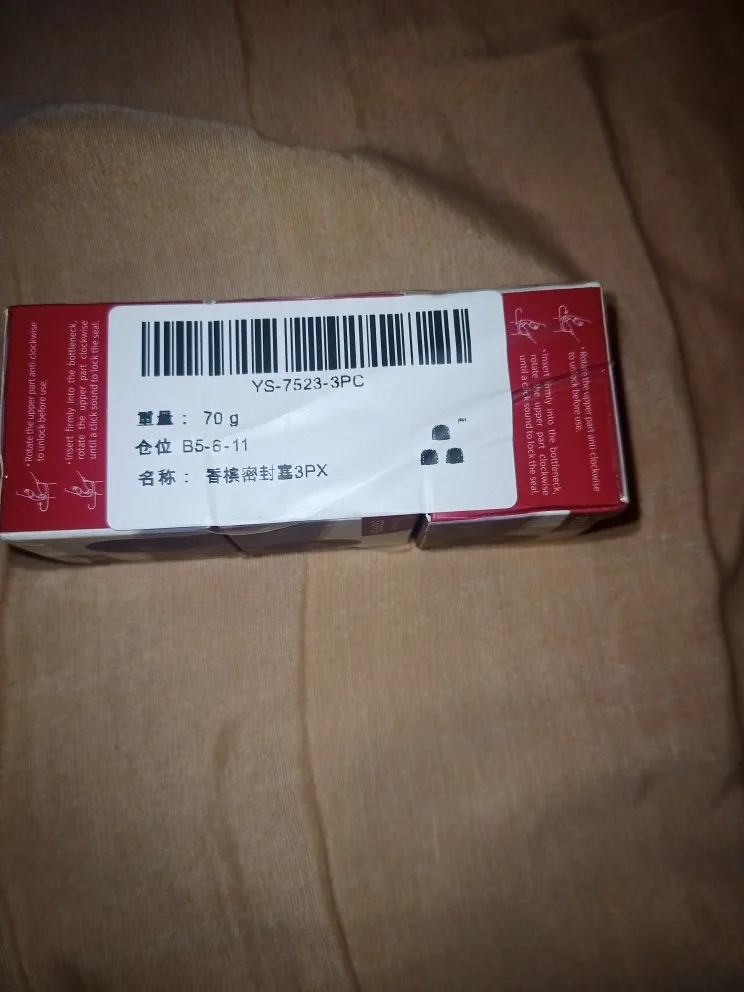 • Rotate the upper part anti-clockwise
to unlock before use.
• Insert firmly into the bottleneck,
rotate the upper part clockwise
until a click sound to lock the seal.
YS-7523-3PC
重量： 70 g
仓位 B5-6-11
名称： 香槟密封塞3PX
• Rotate the upper part anti-clockwise
to unlock before use.
• Insert firmly into the bottleneck,
rotate the upper part clockwise
until a click sound to lock the seal.